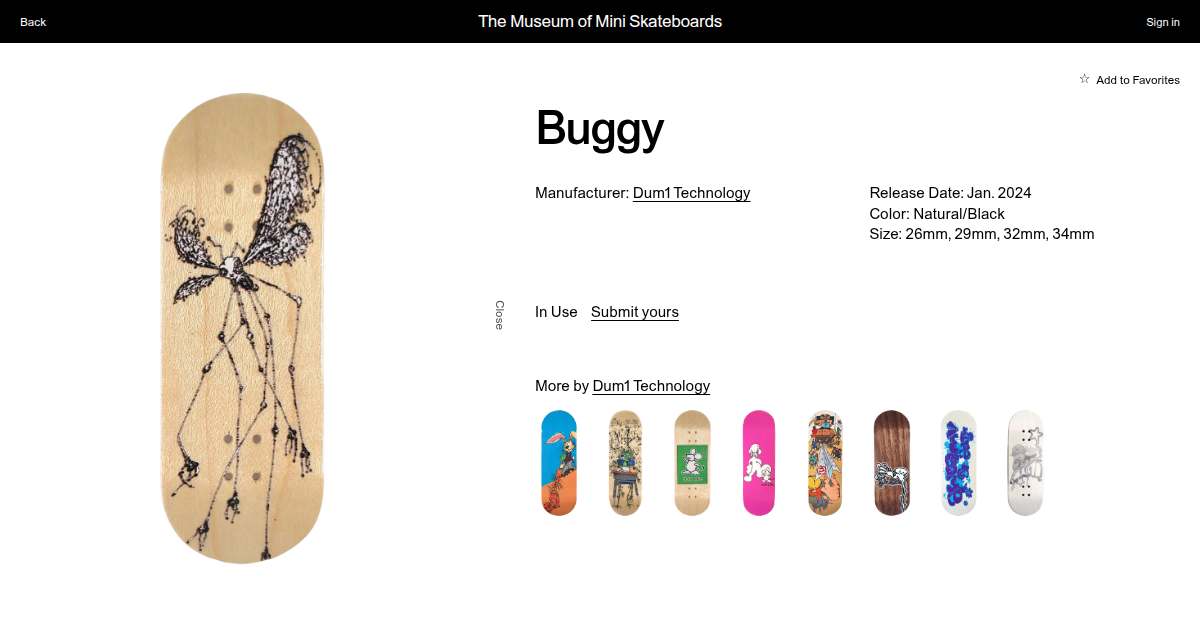 Back
The Museum of Mini Skateboards
Sign in
☆ Add to Favorites
Buggy
Manufacturer: Dum1 Technology
Release Date: Jan. 2024
Color: Natural/Black
Size: 26mm, 29mm, 32mm, 34mm
Close
In Use Submit yours
More by Dum1 Technology